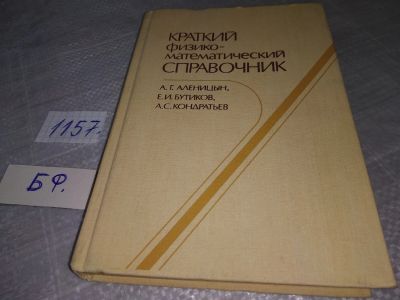 КРАТКИЙ
физико-
математический
СПРАВОЧНИК
А.Г. АЛЕНИЦЫН,
Е.И. БУТИКОВ,
А.С. КОНДРАТЬЕВ
1157.
БФ.